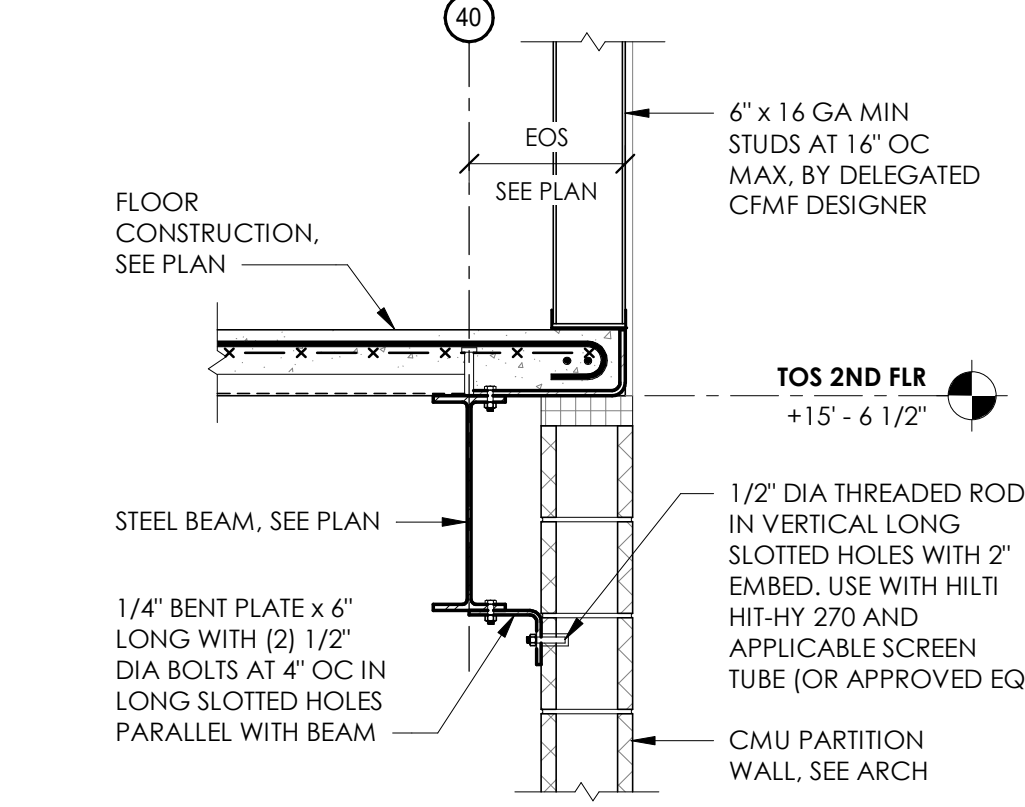 40
6" x 16 GA MIN
STUDS AT 16" OC
MAX, BY DELEGATED
CFMF DESIGNER
EOS
SEE PLAN
FLOOR
CONSTRUCTION,
SEE PLAN
TOS 2ND FLR
+15' - 6 1/2"
STEEL BEAM, SEE PLAN
1/2" DIA THREADED ROD
IN VERTICAL LONG
SLOTTED HOLES WITH 2"
EMBED. USE WITH HILTI
HIT-HY 270 AND
APPLICABLE SCREEN
TUBE (OR APPROVED EQ
1/4" BENT PLATE x 6"
LONG WITH (2) 1/2"
DIA BOLTS AT 4" OC IN
LONG SLOTTED HOLES
PARALLEL WITH BEAM
CMU PARTITION
WALL, SEE ARCH